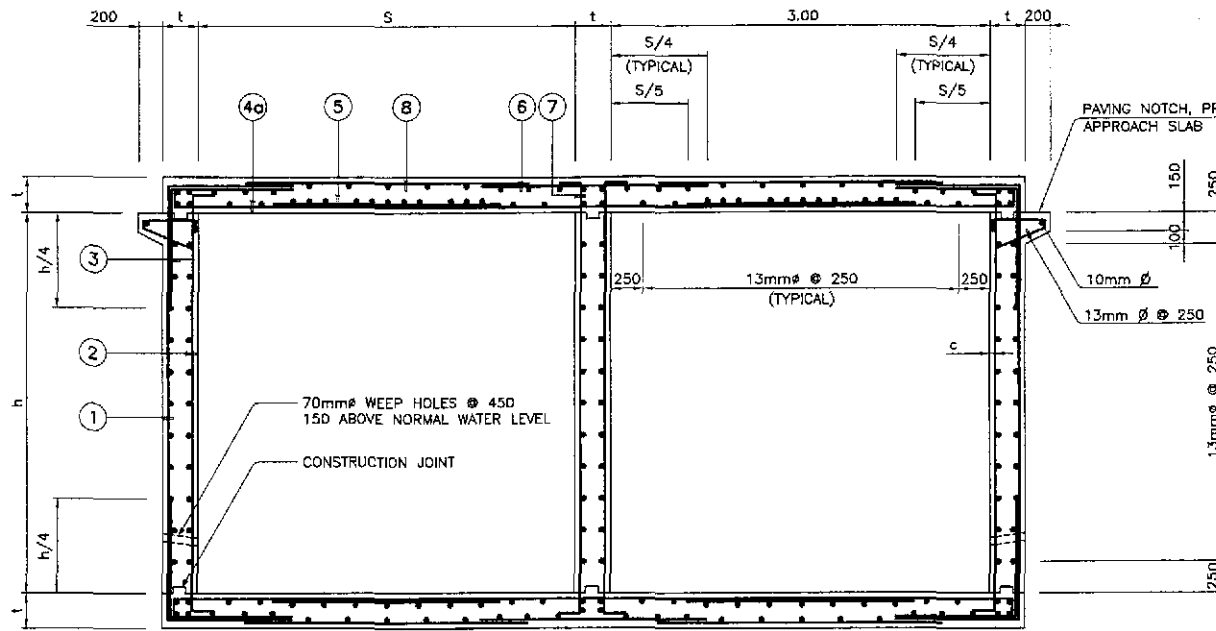 200 t S t 3.00 t 200
S/4 S/4
(TYPICAL) (TYPICAL)
S/5 S/5
4a 5 8 6 7
PAVING NOTCH, PR
APPROACH SLAB
t
150
250
100
h/4
3
250 13mmø @ 250 250
(TYPICAL)
10mm Ø
13mm Ø @ 250
2
c
h
70mmø WEEP HOLES @ 450
150 ABOVE NORMAL WATER LEVEL
1
13mmø @ 250
CONSTRUCTION JOINT
h/4
250
t